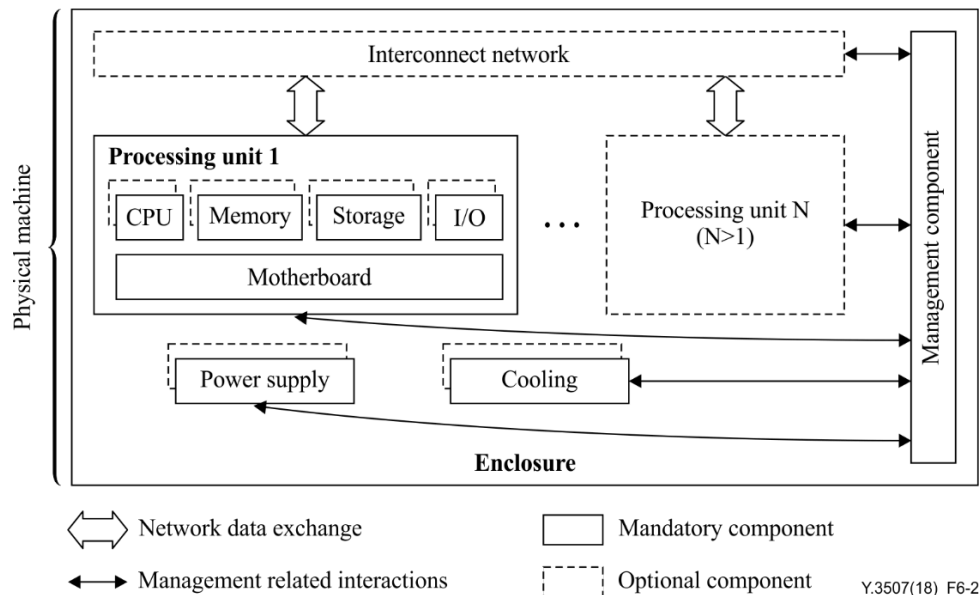 Physical machine
Interconnect network
Processing unit 1
CPU
Memory
Storage
I/O
Motherboard
...
Processing unit N
(N>1)
Management component
Power supply
Cooling
Enclosure
Network data exchange
Mandatory component
Management related interactions
Optional component
Y.3507(18)_F6-2